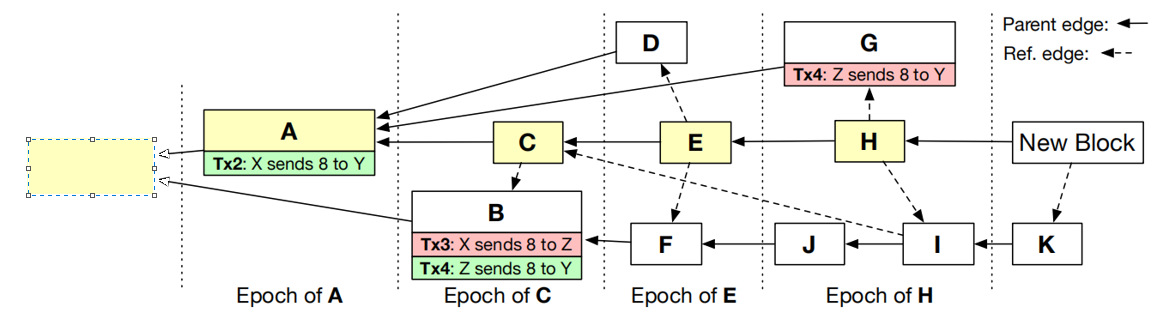 D
G
Tx4: Z sends 8 to Y
Parent edge:
Ref. edge:
A
Tx2: X sends 8 to Y
C
E
H
New Block
B
Tx3: X sends 8 to Z
Tx4: Z sends 8 to Y
F
J
I
K
Epoch of A
Epoch of C
Epoch of E
Epoch of H